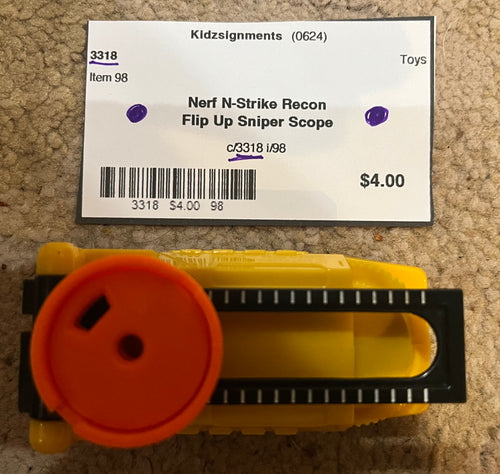 Kidzsignments (0624)
3318 Toys
Item 98
Nerf N-Strike Recon
Flip Up Sniper Scope
c/3318 i/98
$4.00
3318 $4.00 98